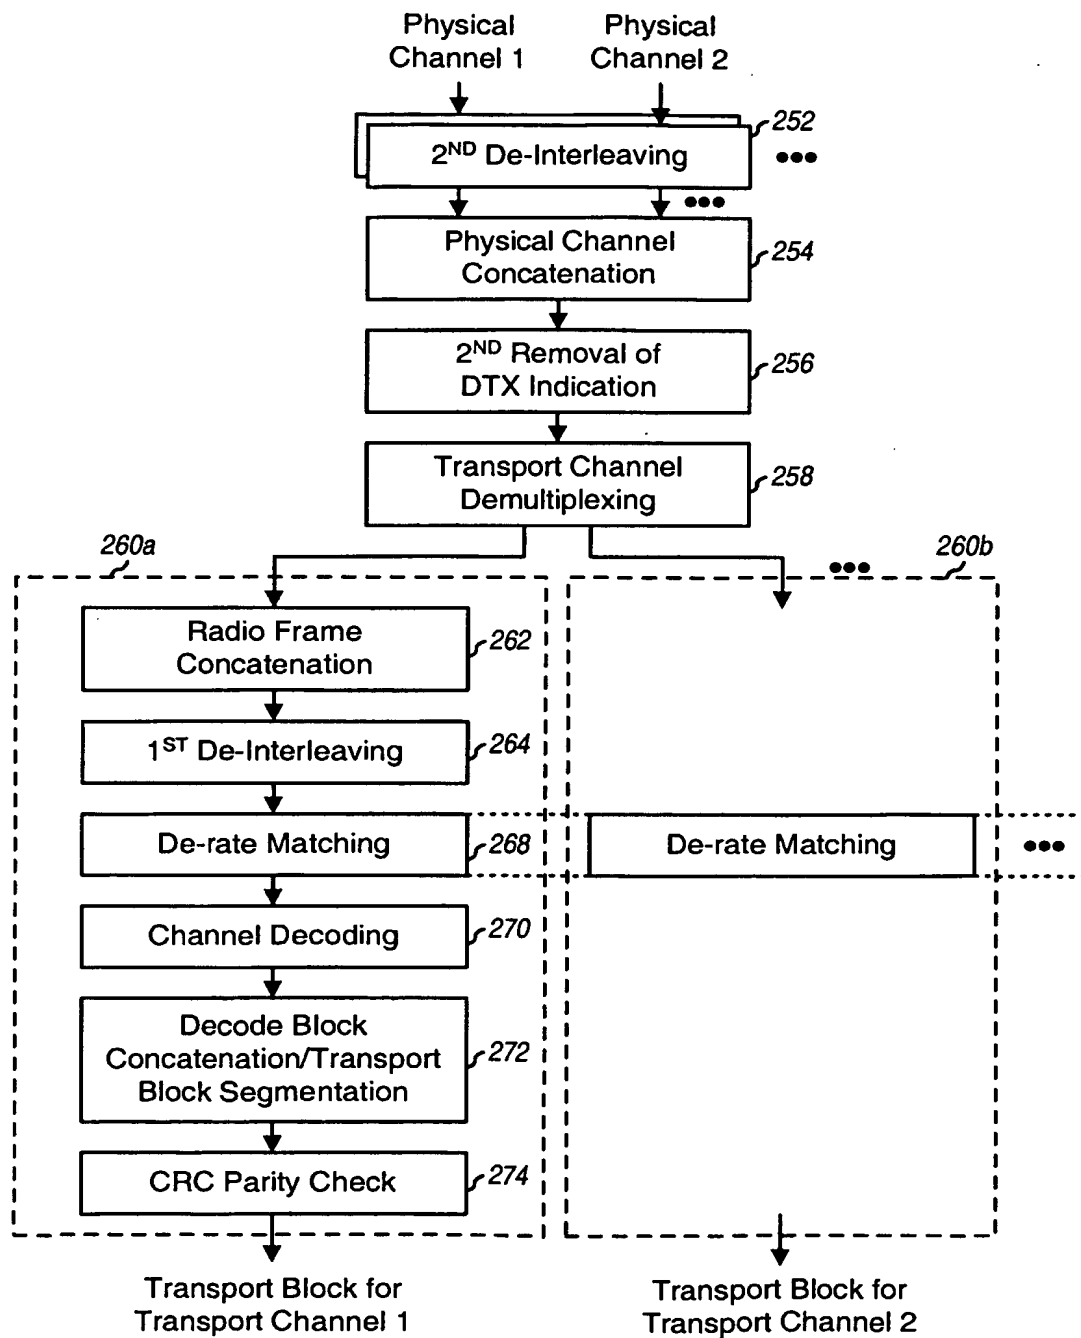 Physical
Channel 1
Physical
Channel 2
252
2ND De-Interleaving
Physical Channel
Concatenation
254
2ND Removal of
DTX Indication
256
Transport Channel
Demultiplexing
258
260a
260b
Radio Frame
Concatenation
262
1ST De-Interleaving
264
De-rate Matching
268
De-rate Matching
Channel Decoding
270
Decode Block
Concatenation/Transport
Block Segmentation
272
CRC Parity Check
274
Transport Block for
Transport Channel 1
Transport Block for
Transport Channel 2